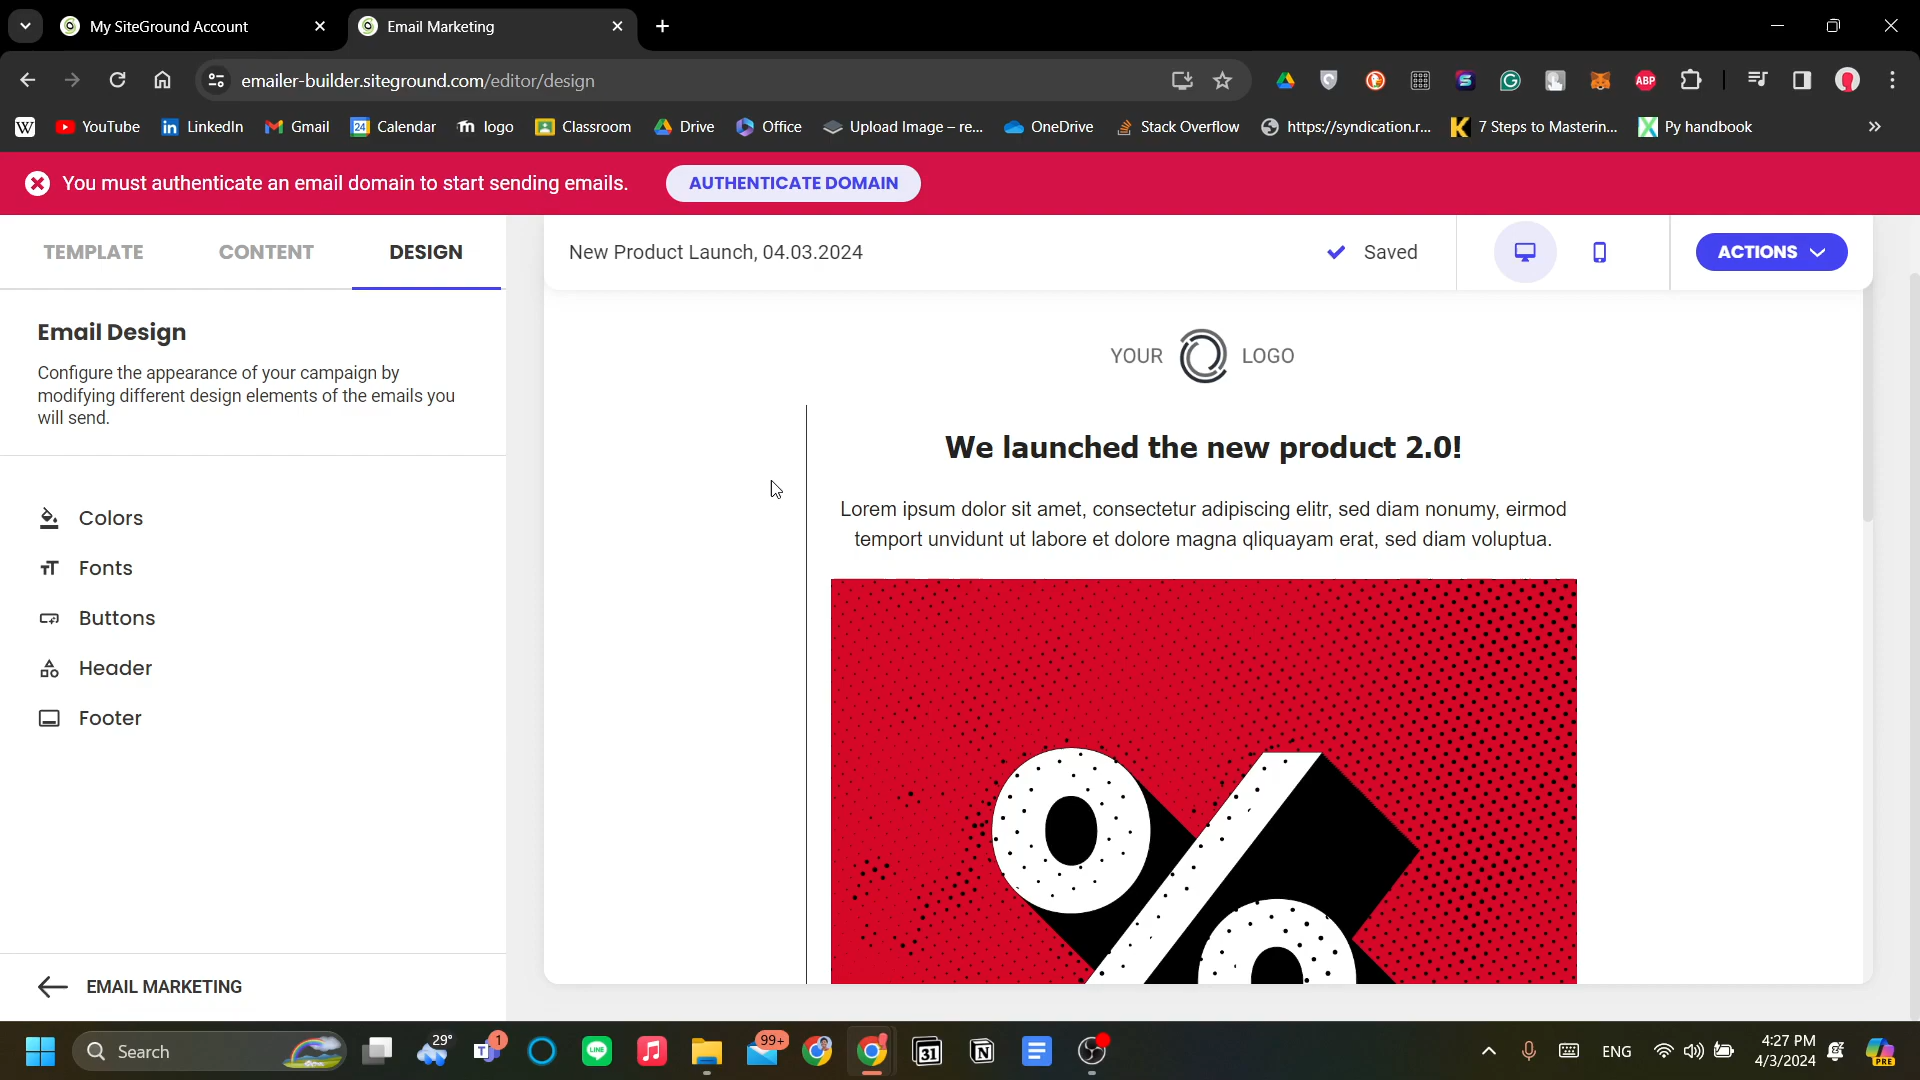 My SiteGround Account
Email Marketing
emailer-builder.siteground.com/editor/design
ABP
W
YouTube
LinkedIn
Gmail
24
Calendar
logo
Classroom
Drive
Office
Upload Image – re...
OneDrive
Stack Overflow
https://syndication.r...
7 Steps to Masterin...
Py handbook
You must authenticate an email domain to start sending emails.
AUTHENTICATE DOMAIN
TEMPLATE
CONTENT
DESIGN
New Product Launch, 04.03.2024
Saved
ACTIONS
Email Design
Configure the appearance of your campaign by
modifying different design elements of the emails you
will send.
Colors
Fonts
Buttons
Header
Footer
YOUR LOGO
We launched the new product 2.0!
Lorem ipsum dolor sit amet, consectetur adipiscing elitr, sed diam nonumy, eirmod
temport unvidunt ut labore et dolore magna qliquayam erat, sed diam voluptua.
%
EMAIL MARKETING
Search
29°
1
LINE
99+
31
ENG
4:27 PM
4/3/2024
PRE